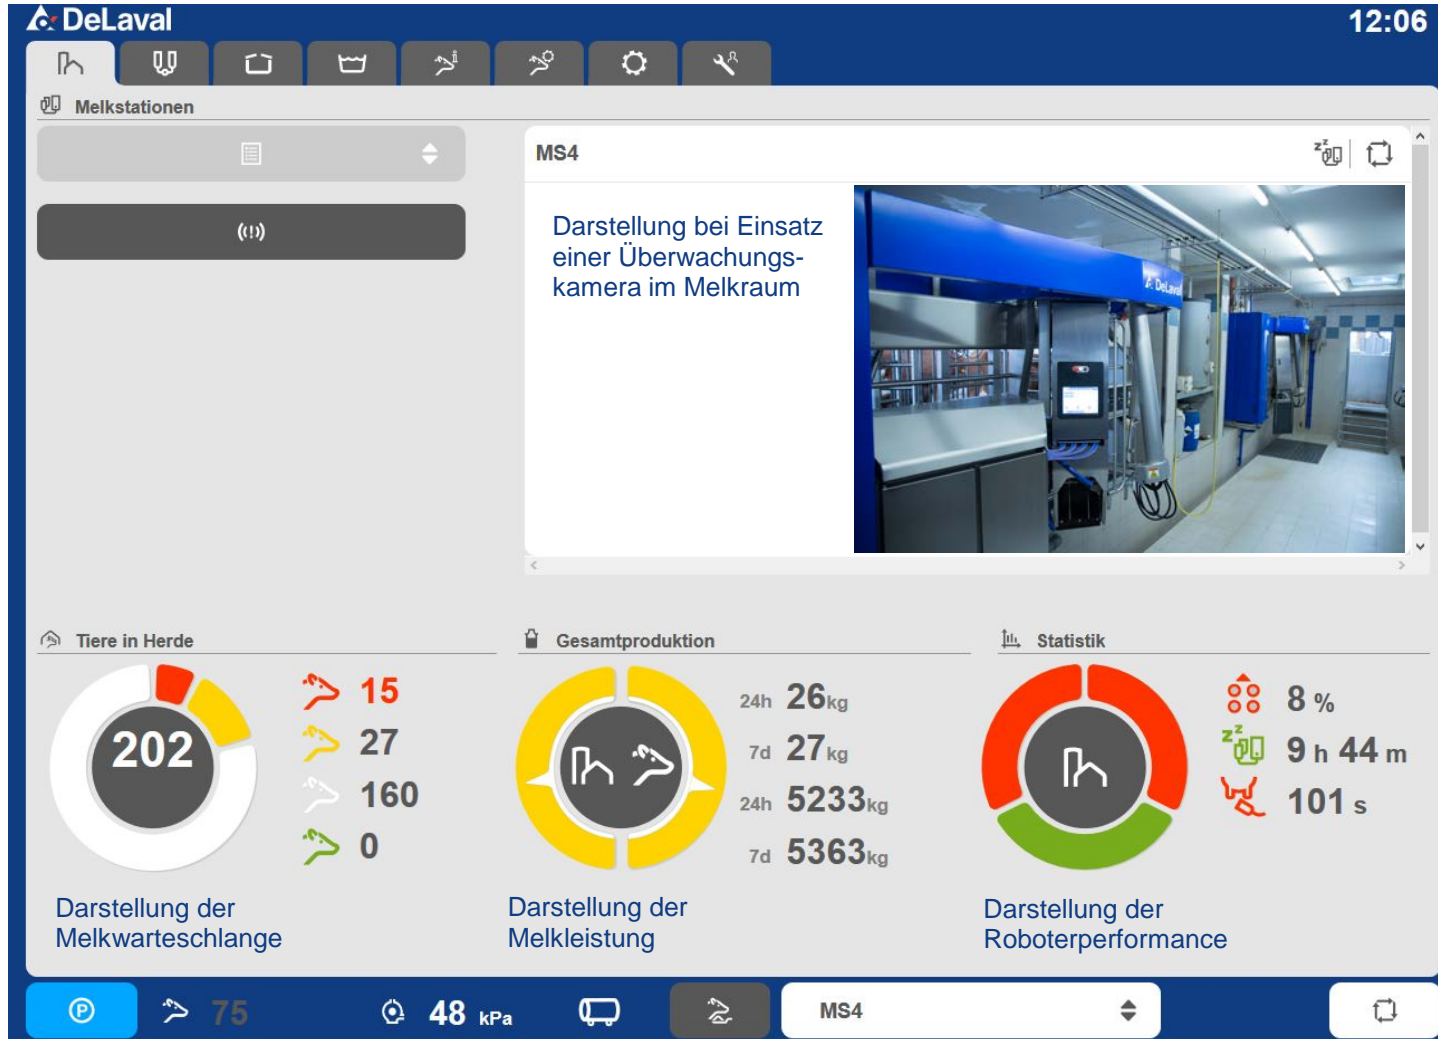 DeLaval
12:06
Melkstationen
MS4
Darstellung bei Einsatz
einer Überwachungs-
kamera im Melkraum
DeLaval
Tiere in Herde
Gesamtproduktion
Statistik
202
15
27
160
0
24h 26kg
7d 27kg
24h 5233kg
7d 5363kg
8 %
9 h 44 m
101 s
Darstellung der
Melkwarteschlange
Darstellung der
Melkleistung
Darstellung der
Roboterperformance
P
75
48 kPa
MS4